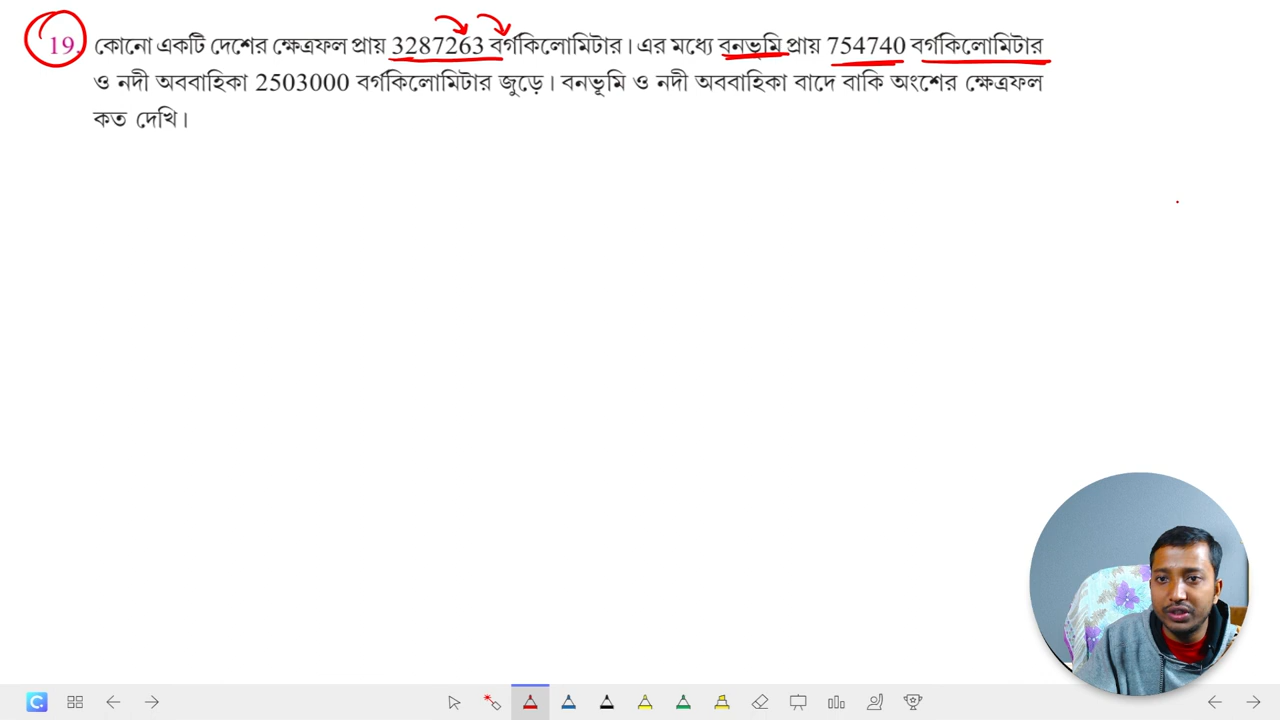 19. কোনো একটি দেশের ক্ষেত্রফল প্রায় 3287263 বর্গকিলোমিটার। এর মধ্যে বনভূমি প্রায় 754740 বর্গকিলোমিটার
ও নদী অববাহিকা 2503000 বর্গকিলোমিটার জুড়ে। বনভূমি ও নদী অববাহিকা বাদে বাকি অংশের ক্ষেত্রফল
কত দেখি।